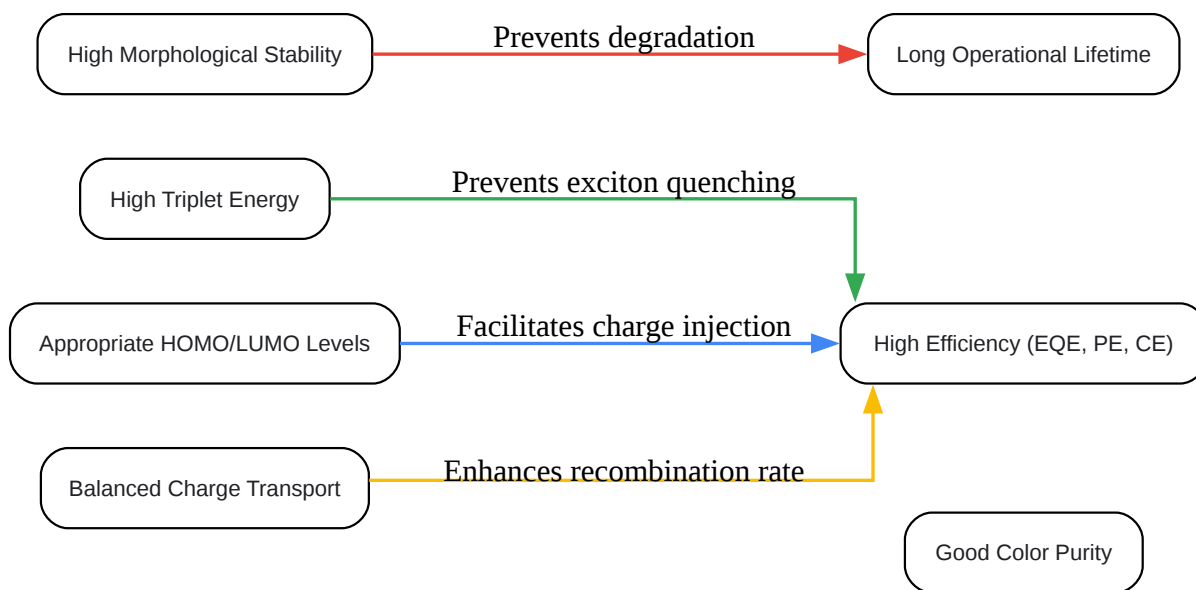 High Morphological Stability
Prevents degradation
Long Operational Lifetime
High Triplet Energy
Prevents exciton quenching
Appropriate HOMO/LUMO Levels
Facilitates charge injection
High Efficiency (EQE, PE, CE)
Balanced Charge Transport
Enhances recombination rate
Good Color Purity